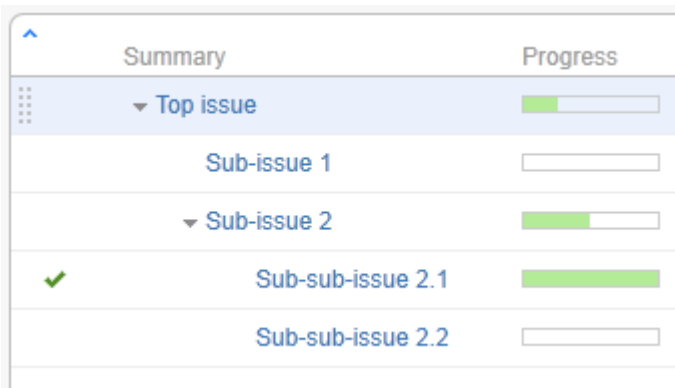 Summary Progress
Top issue
Sub-issue 1
Sub-issue 2
Sub-sub-issue 2.1
Sub-sub-issue 2.2